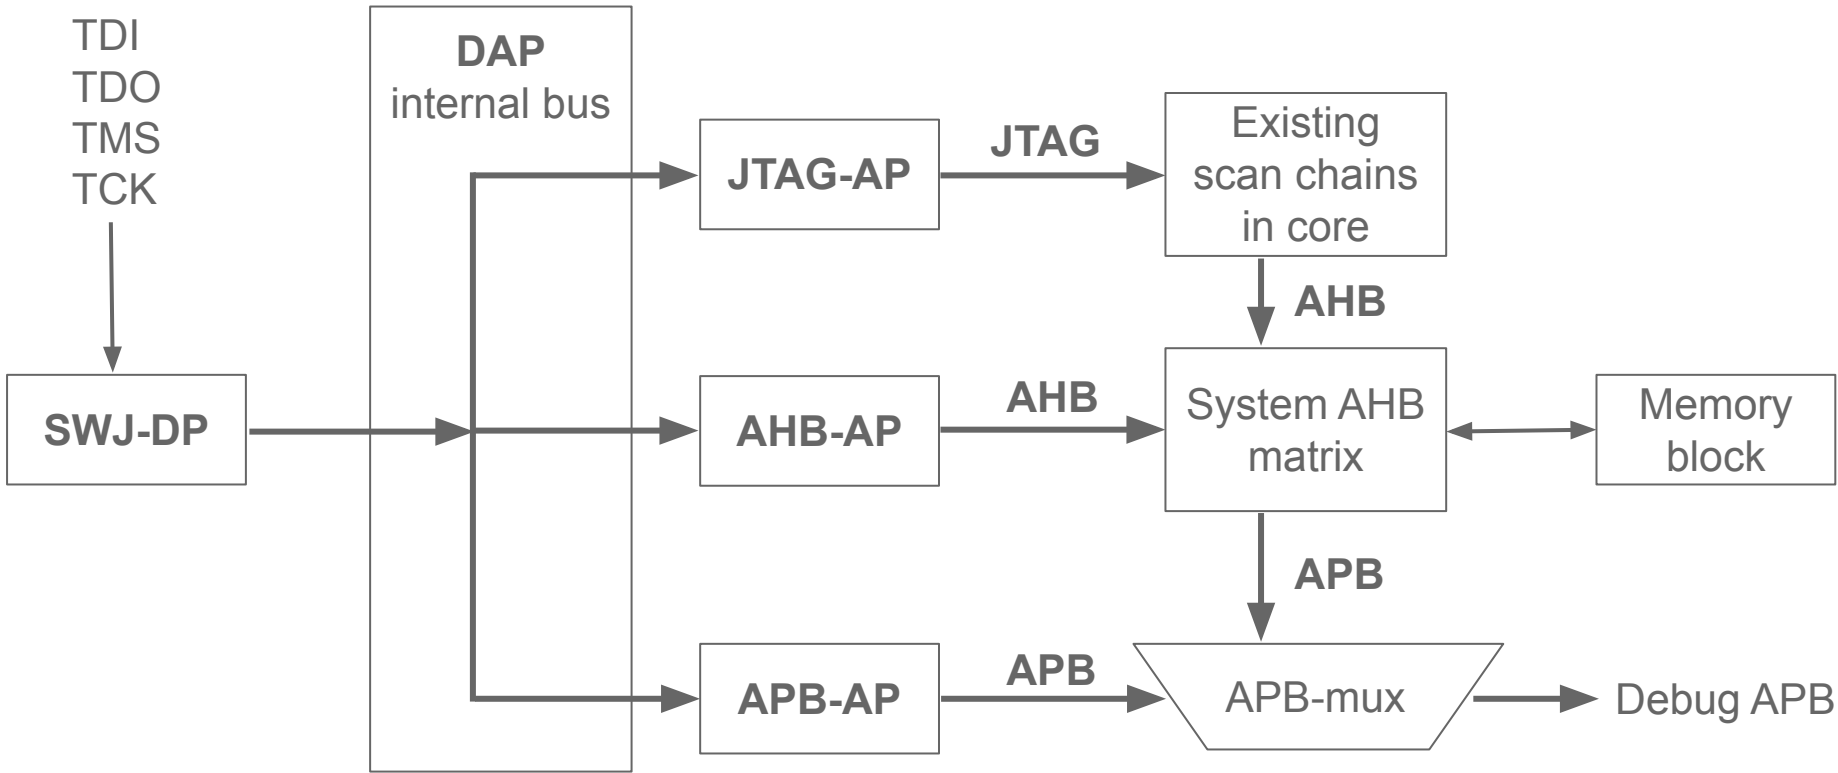 TDI
TDO
TMS
TCK
SWJ-DP
DAP
internal bus
JTAG-AP
JTAG
Existing
scan chains
in core
AHB
AHB-AP
AHB
System AHB
matrix
Memory
block
APB
APB-AP
APB
APB-mux
Debug APB